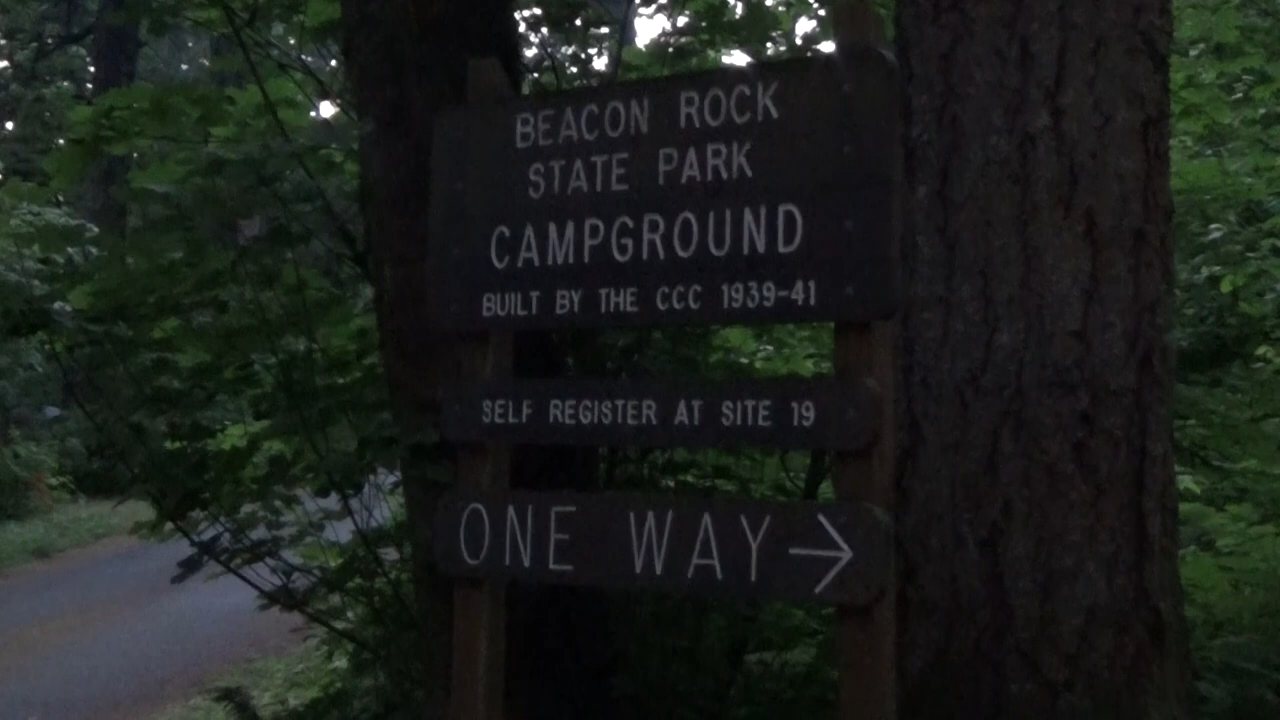 BEACON ROCK
STATE PARK
CAMPGROUND
BUILT BY THE CCC 1939-41
SELF REGISTER AT SITE 19
ONE WAY→